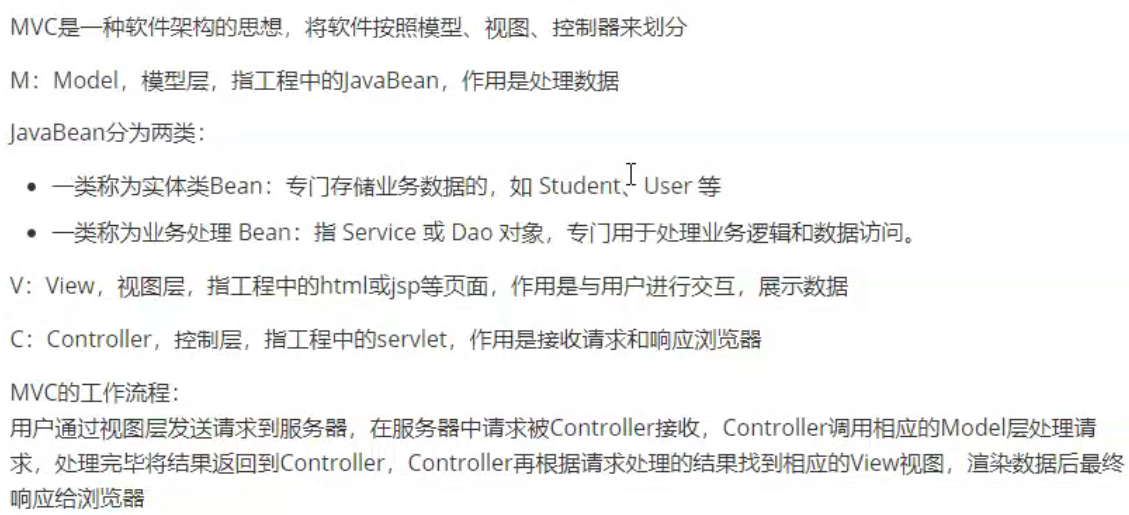 MVC是一种软件架构的思想，将软件按照模型、视图、控制器来划分
M：Model，模型层，指工程中的JavaBean，作用是处理数据
JavaBean分为两类：
• 一类称为实体类Bean：专门存储业务数据的，如 Student、User 等
• 一类称为业务处理 Bean：指 Service 或 Dao 对象，专门用于处理业务逻辑和数据访问。
V：View，视图层，指工程中的html或jsp等页面，作用是与用户进行交互，展示数据
C：Controller，控制层，指工程中的servlet，作用是接收请求和响应浏览器
MVC的工作流程：
用户通过视图层发送请求到服务器，在服务器中请求被Controller接收，Controller调用相应的Model层处理请
求，处理完毕将结果返回到Controller，Controller再根据请求处理的结果找到相应的View视图，渲染数据后最终
响应给浏览器